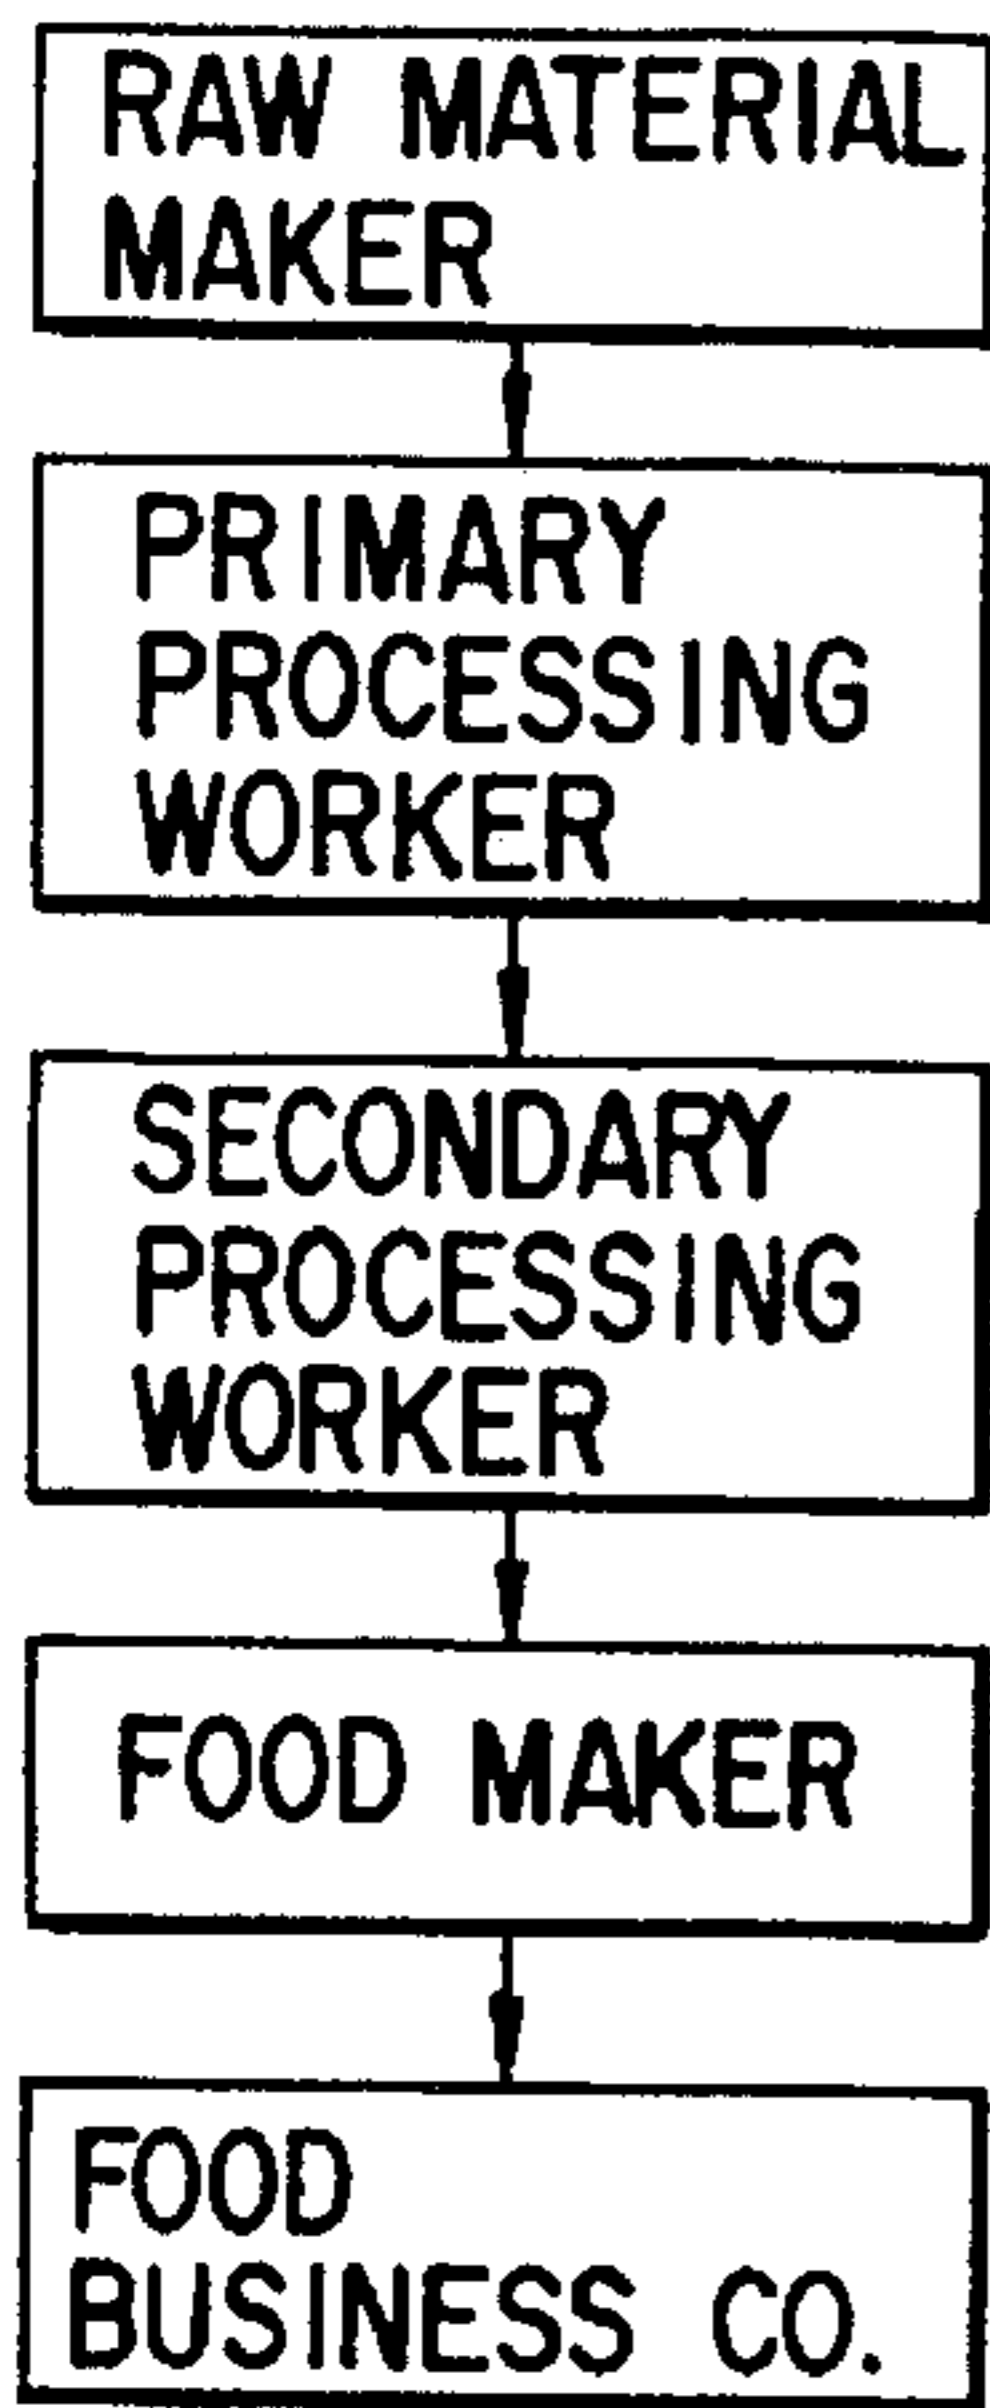 RAW MATERIAL
MAKER
PRIMARY
PROCESSING
WORKER
SECONDARY
PROCESSING
WORKER
FOOD MAKER
FOOD
BUSINESS CO.